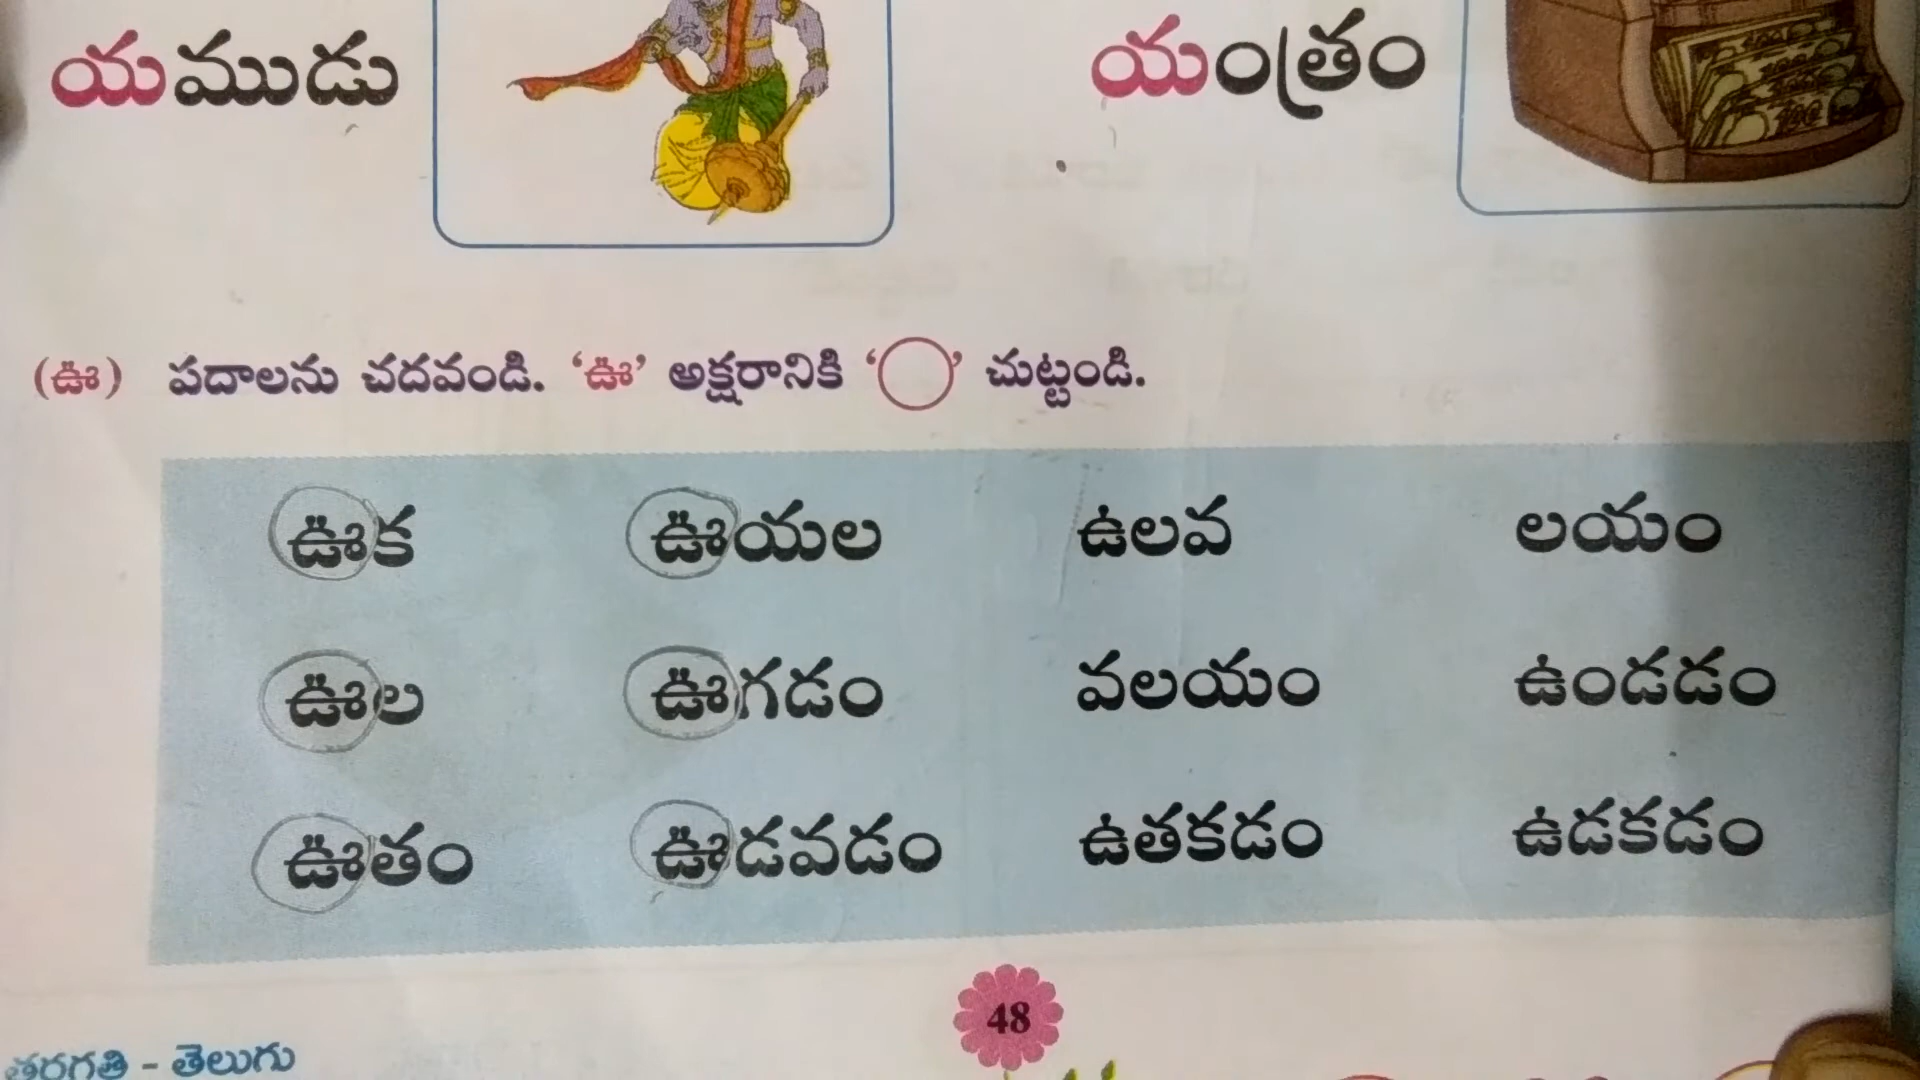 యముడు యంత్రం
(ఊ) పదాలను చదవండి. ‘ఊ’ అక్షరానికి ‘◯’ చుట్టండి.
ఊక ఊయల ఉలవ లయం
ఊల ఊగడం వలయం ఉండడం
ఊతం ఊడవడం ఉతకడం ఉడకడం
48
తరగతి - తెలుగు